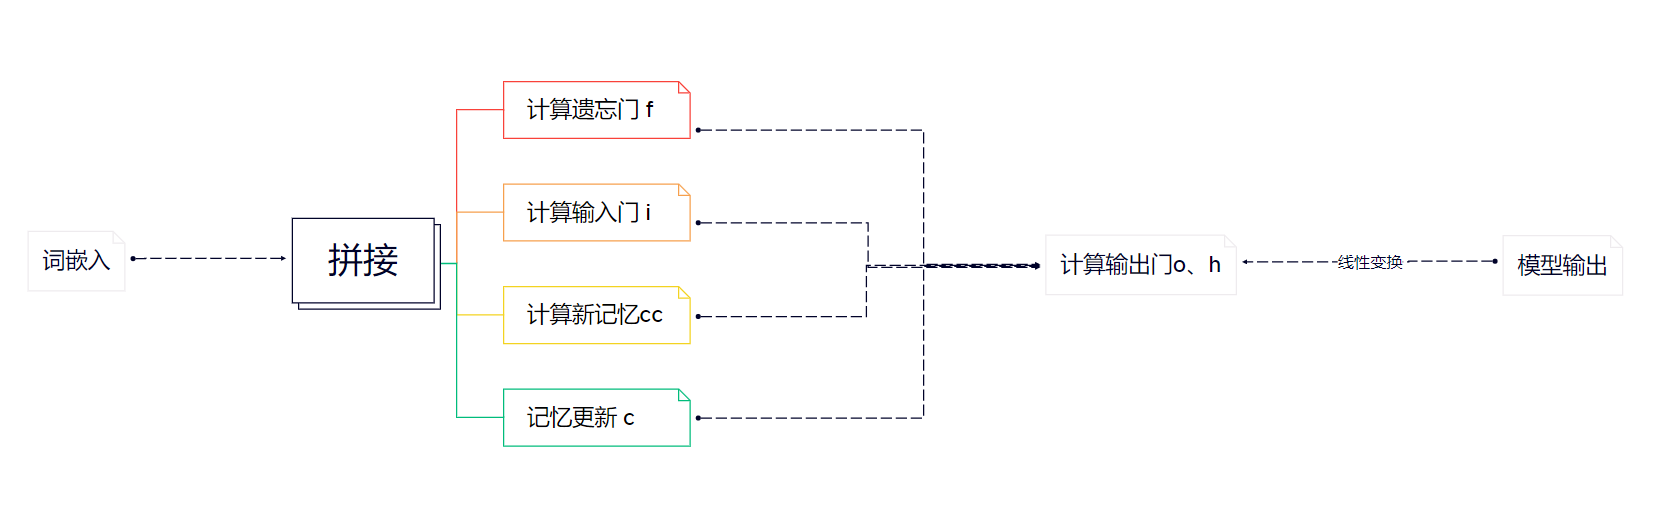 词嵌入
拼接
计算遗忘门 f
计算输入门 i
计算新记忆cc
记忆更新 c
计算输出门o、h
线性变换
模型输出